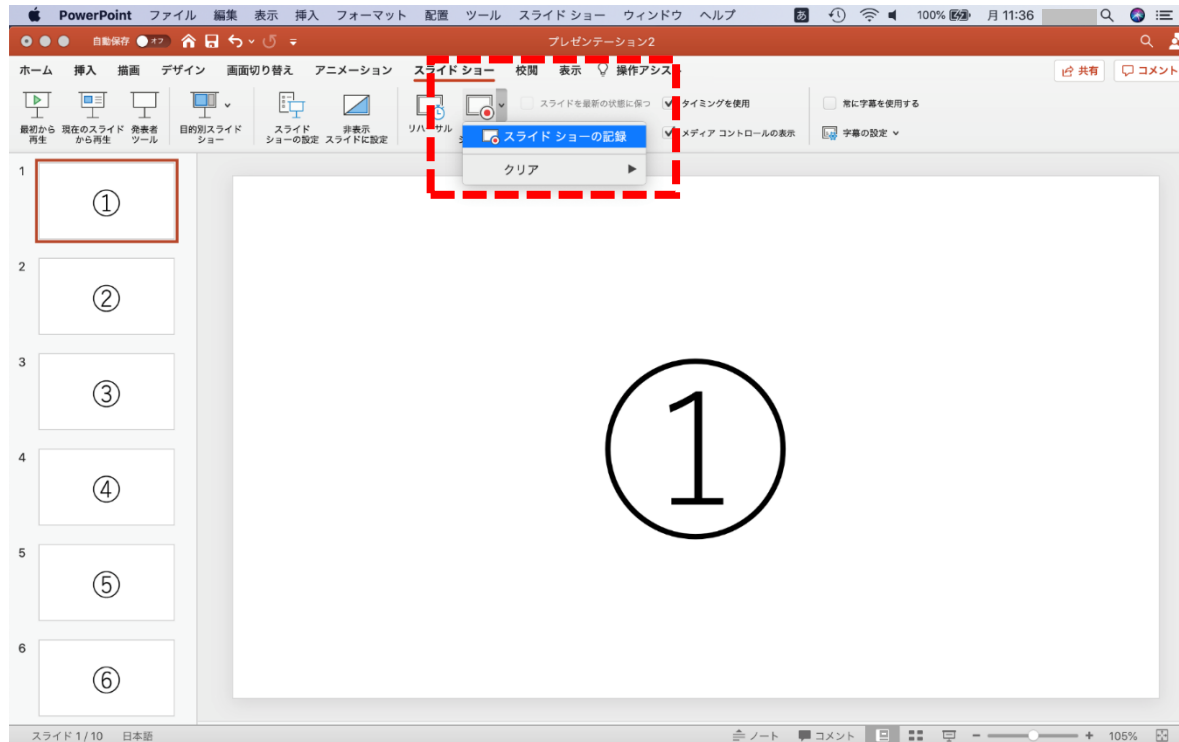 PowerPoint ファイル 編集 表示 挿入 フォーマット 配置 ツール スライド ショー ウィンドウ ヘルプ あ 100% 月 11:36
自動保存 オフ プレゼンテーション2
ホーム 挿入 描画 デザイン 画面切り替え アニメーション スライド ショー 校閲 表示 操作アシスト 共有 コメント
最初から再生
現在のスライドから再生
発表者ツール
目的別スライドショー
スライドショーの設定
非表示スライドに設定
リハーサル
スライドを最新の状態に保つ
タイミングを使用
メディア コントロールの表示
常に字幕を使用する
字幕の設定
スライド ショーの記録
クリア
1 ①
2 ②
3 ③
4 ④
5 ⑤
6 ⑥
①
スライド 1 / 10 日本語 ノート コメント 105%